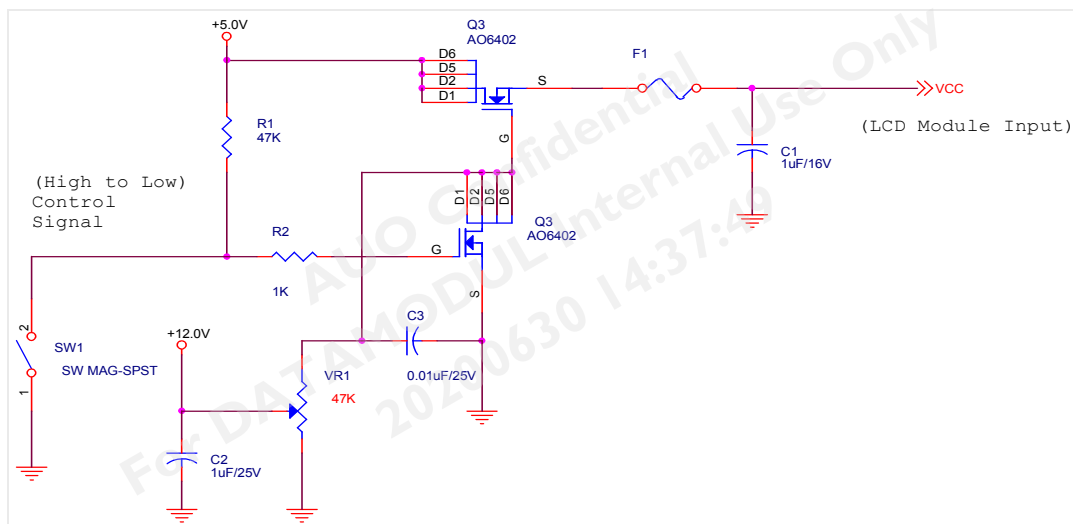 +5.0V
Q3
AO6402
D6
D5
D2
D1
S
G
F1
VCC
(LCD Module Input)
R1
47K
C1
1uF/16V
(High to Low)
Control
Signal
D1
D2
D5
D6
Q3
AO6402
R2
1K
G
S
2
SW1
SW MAG-SPST
1
+12.0V
C3
0.01uF/25V
VR1
47K
C2
1uF/25V
AUO Confidential
For DATAMODUL Internal Use Only
20200630 14:37:49